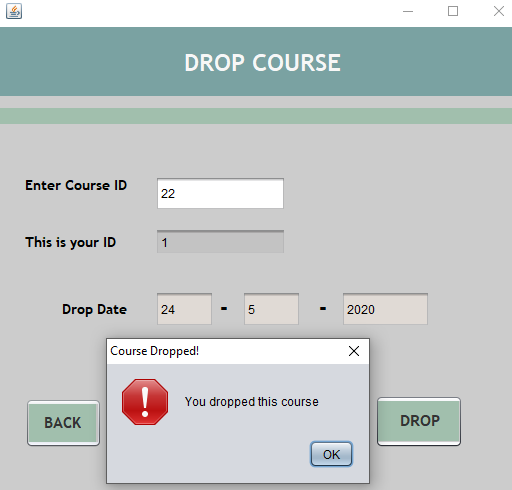 DROP COURSE
Enter Course ID 22
This is your ID 1
Drop Date 24 - 5 - 2020
Course Dropped!
You dropped this course
OK
BACK
DROP